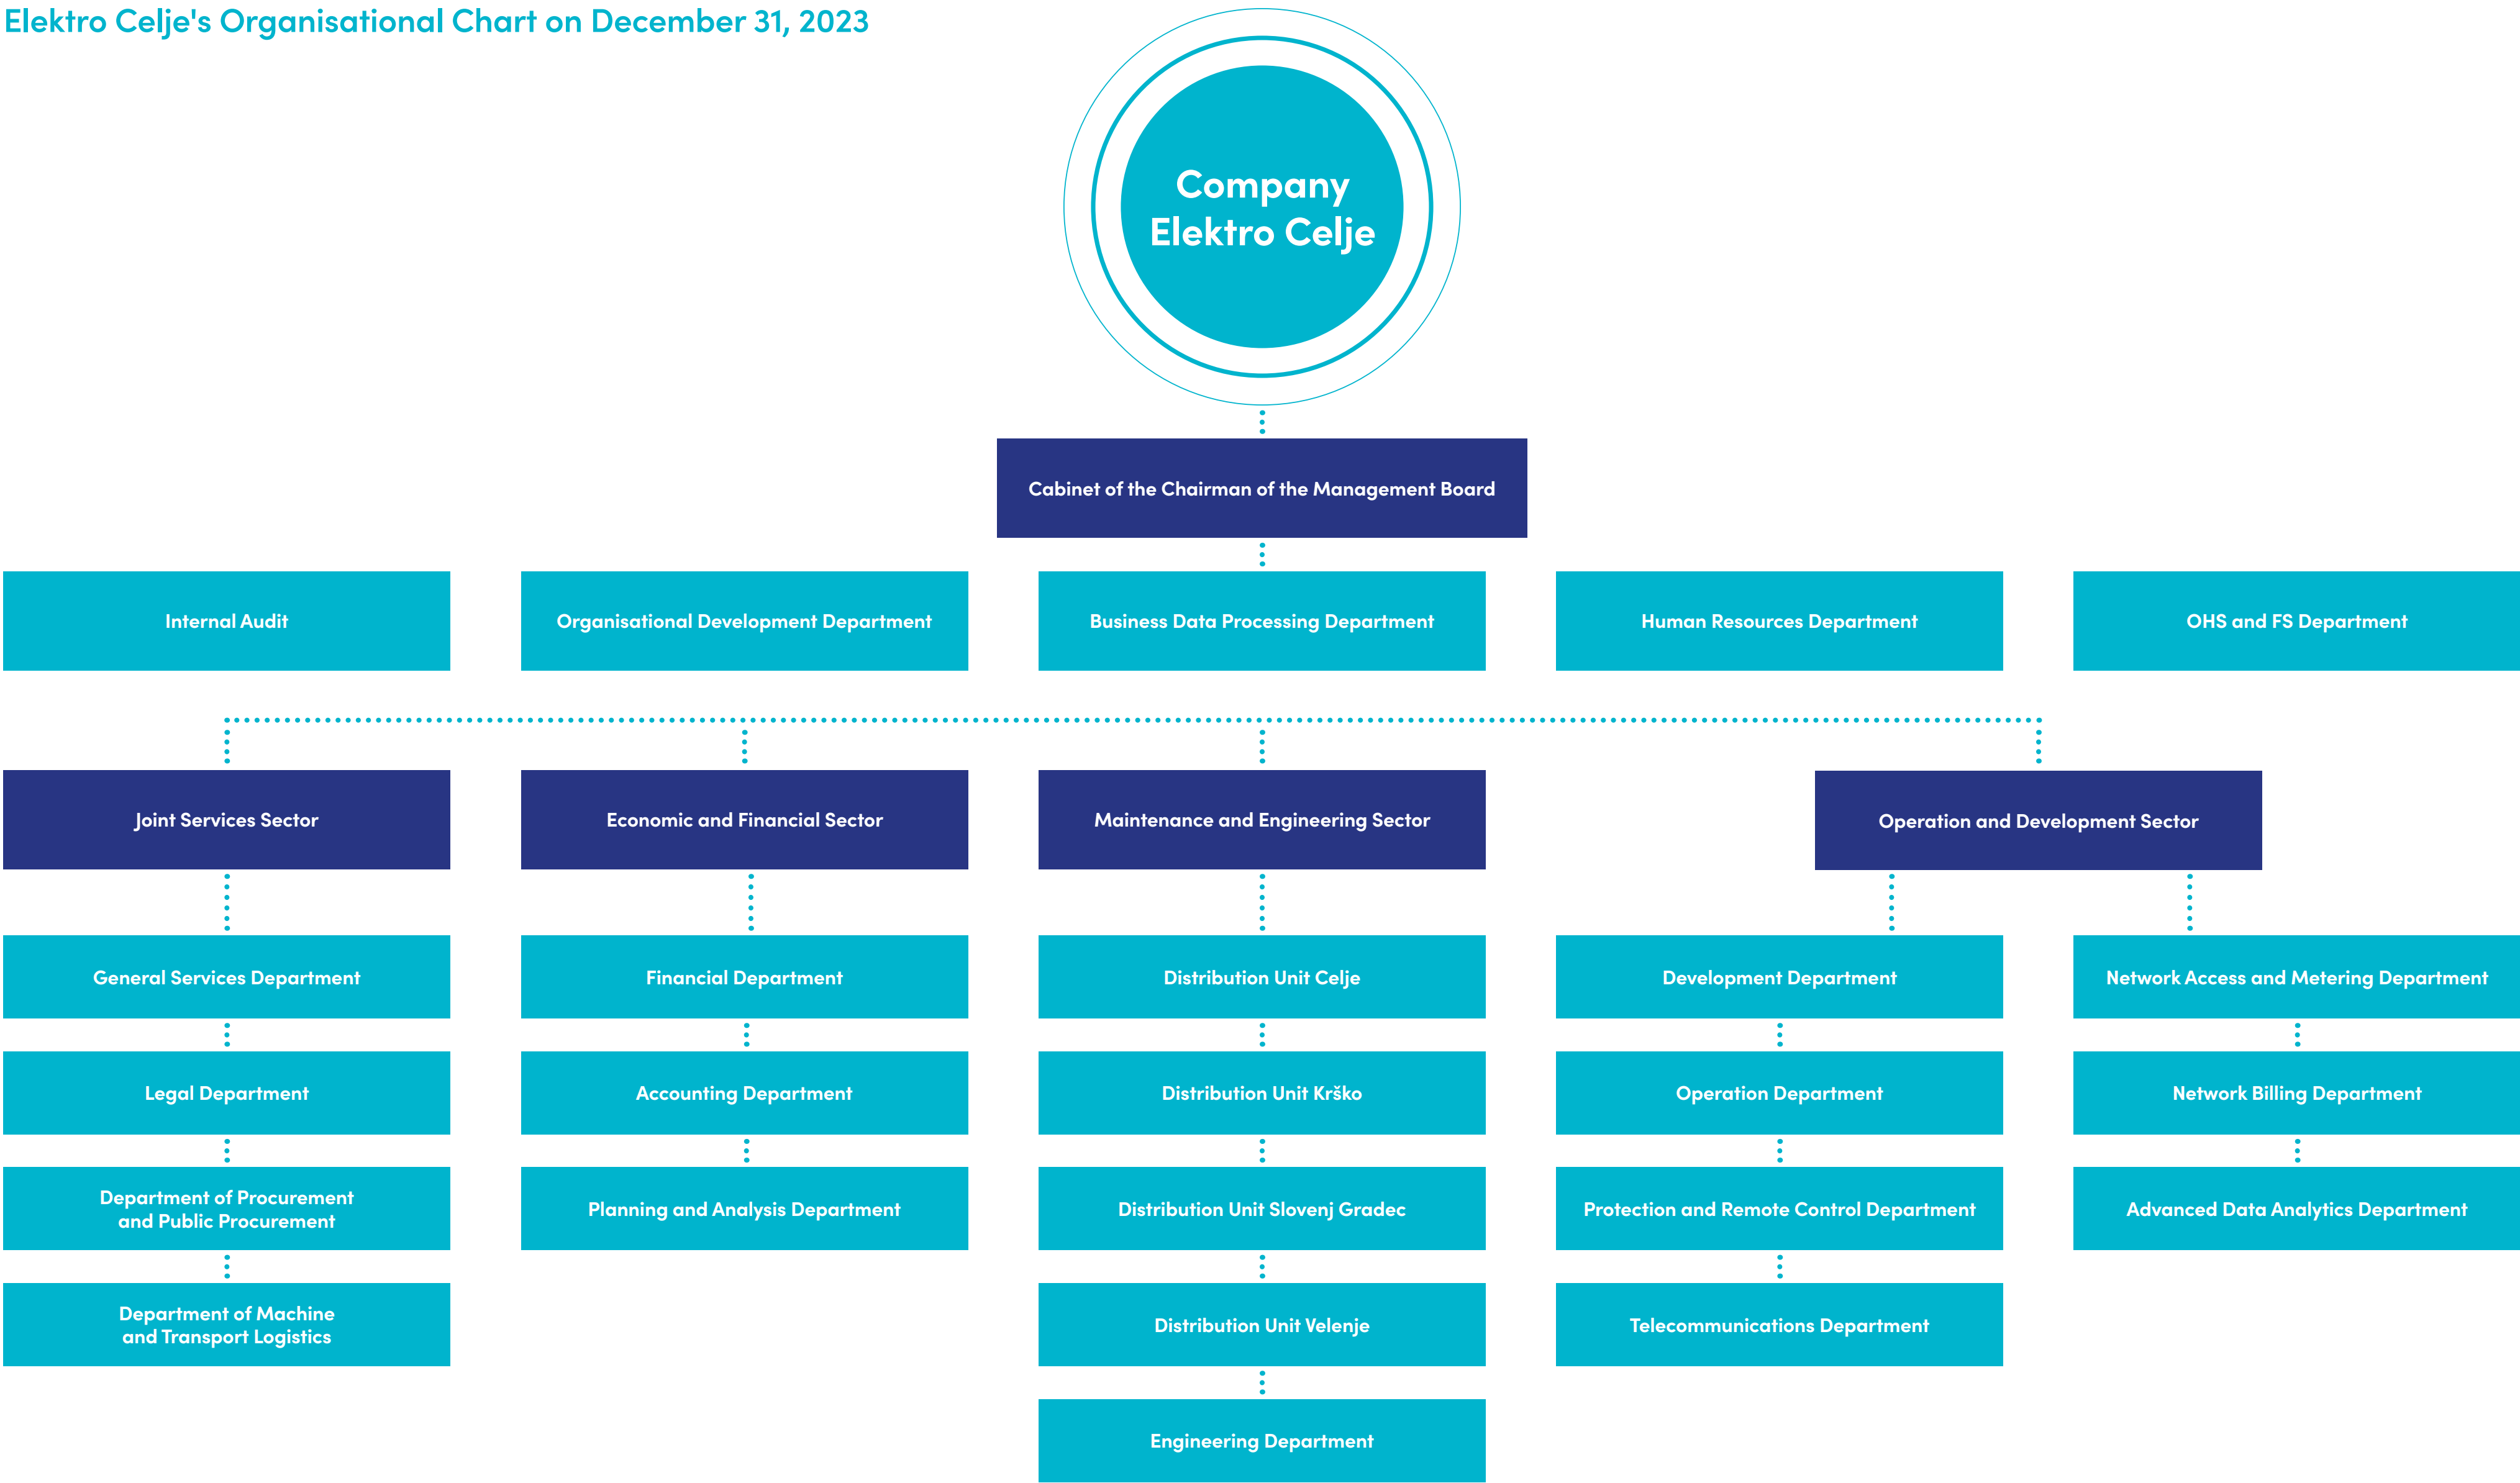 Elektro Celje's Organisational Chart on December 31, 2023
Company
Elektro Celje
Cabinet of the Chairman of the Management Board
Internal Audit
Organisational Development Department
Business Data Processing Department
Human Resources Department
OHS and FS Department
Joint Services Sector
Economic and Financial Sector
Maintenance and Engineering Sector
Operation and Development Sector
General Services Department
Financial Department
Distribution Unit Celje
Development Department
Network Access and Metering Department
Legal Department
Accounting Department
Distribution Unit Krško
Operation Department
Network Billing Department
Department of Procurement
and Public Procurement
Planning and Analysis Department
Distribution Unit Slovenj Gradec
Protection and Remote Control Department
Advanced Data Analytics Department
Department of Machine
and Transport Logistics
Distribution Unit Velenje
Telecommunications Department
Engineering Department